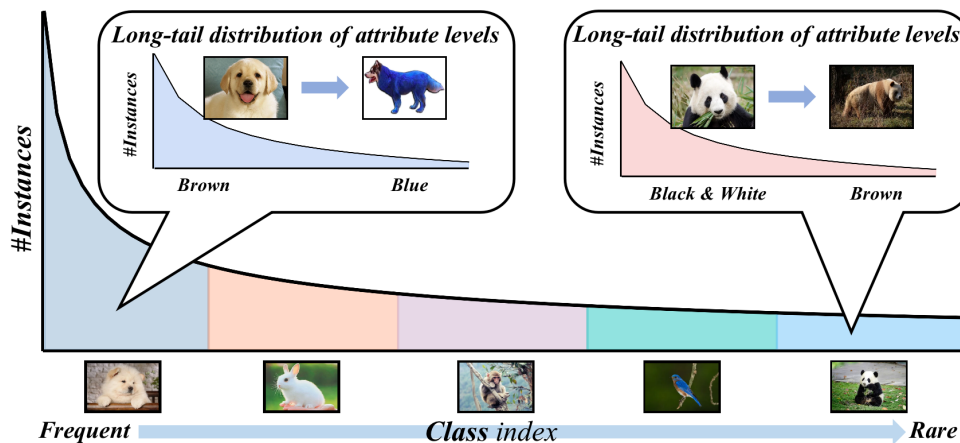 Long-tail distribution of attribute levels
#Instances
Brown
Blue
Long-tail distribution of attribute levels
#Instances
Black & White
Brown
#Instances
Frequent
Class index
Rare